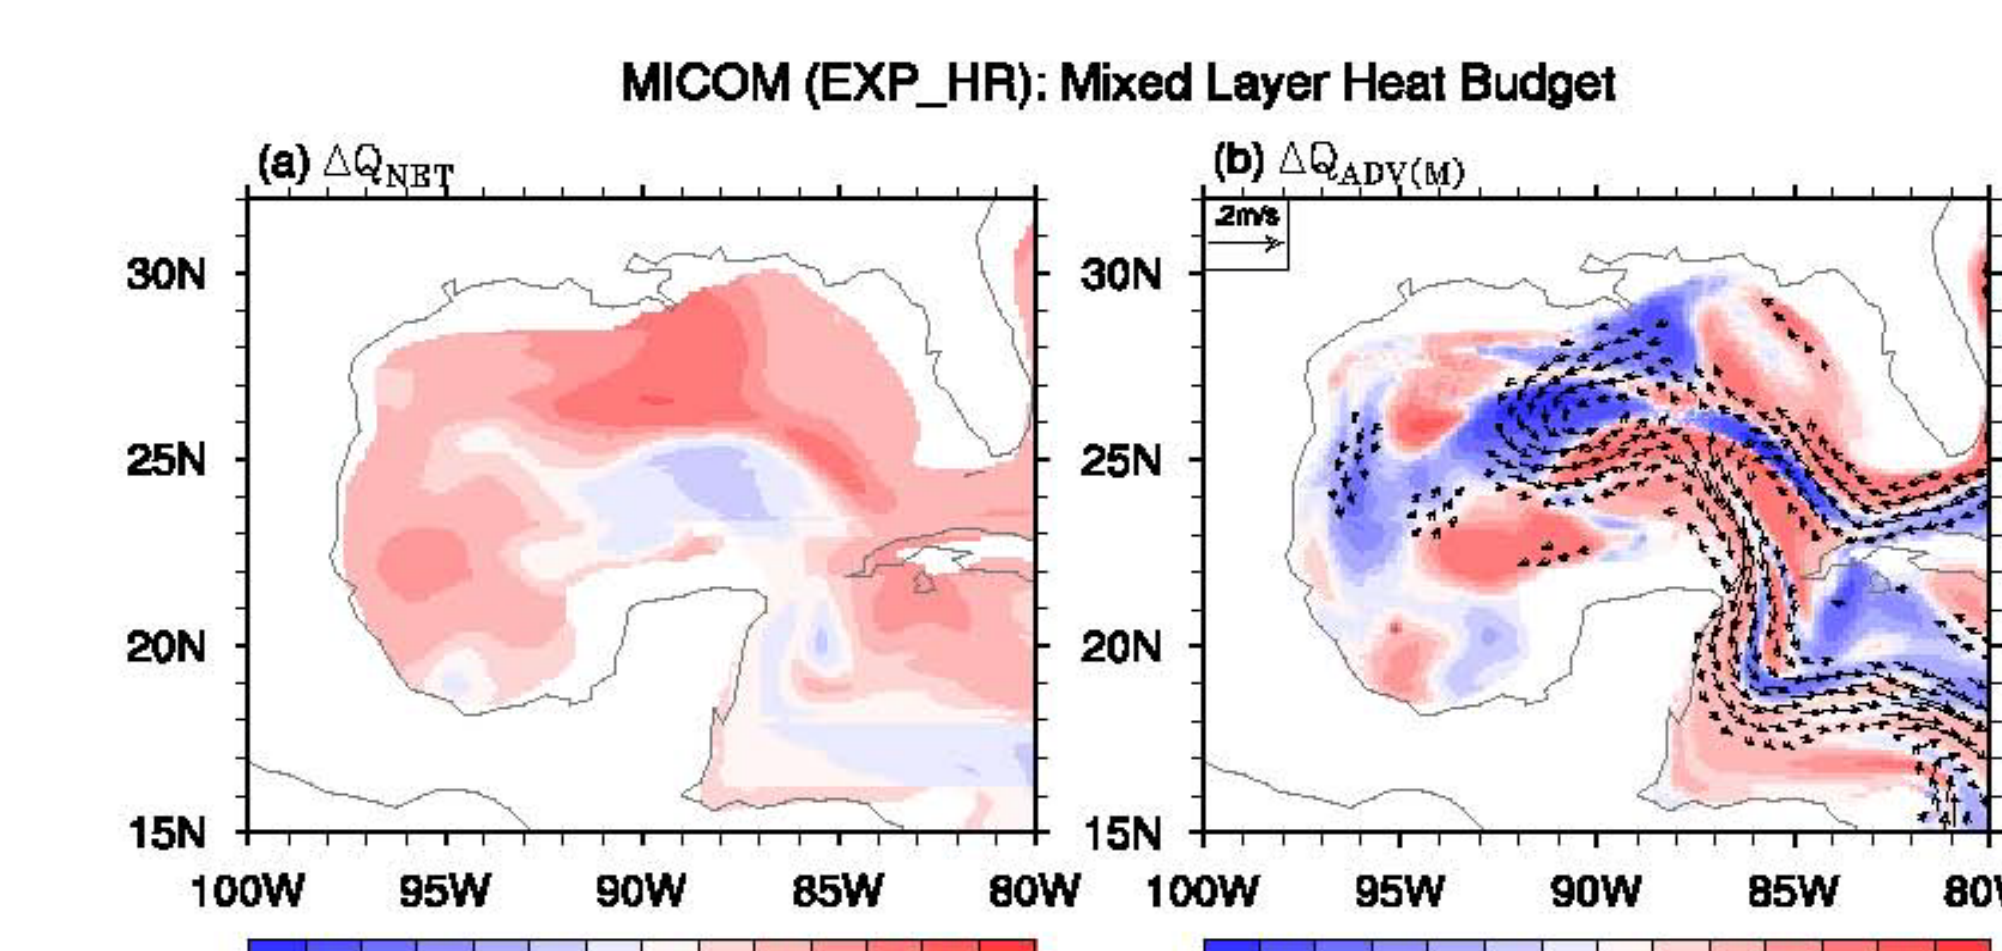 MICOM (EXP_HR): Mixed Layer Heat Budget
(a) ΔQNET
(b) ΔQADV(M)
.2m/s
30N
25N
20N
15N
100W 95W 90W 85W 80W
30N
25N
20N
15N
100W 95W 90W 85W 80